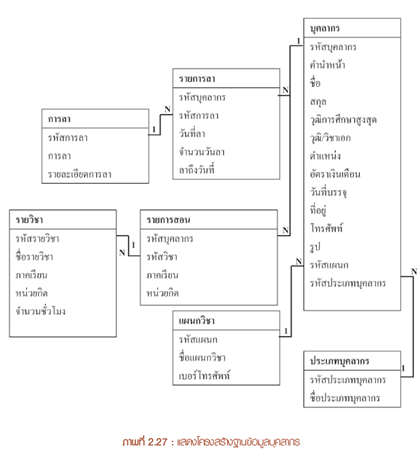 บุคลากร
รหัสบุคลากร
คำนำหน้า
ชื่อ
สกุล
วุฒิการศึกษาสูงสุด
วุฒิ/วิชาเอก
ตำแหน่ง
อัตราเงินเดือน
วันที่บรรจุ
ที่อยู่
โทรศัพท์
รูป
รหัสแผนก
รหัสประเภทบุคลากร
1
N
N
N
N
รายการลา
รหัสบุคลากร
รหัสการลา
วันที่ลา
จำนวนวันลา
ลาถึงวันที่
N
1
การลา
รหัสการลา
การลา
รายละเอียดการลา
รายวิชา
รหัสรายวิชา
ชื่อรายวิชา
ภาคเรียน
หน่วยกิต
จำนวนชั่วโมง
1
N
รายการสอน
รหัสบุคลากร
รหัสวิชา
ภาคเรียน
หน่วยกิต
แผนกวิชา
รหัสแผนก
ชื่อแผนกวิชา
เบอร์โทรศัพท์
1
ประเภทบุคลากร
รหัสประเภทบุคลากร
ชื่อประเภทบุคลากร
1
ภาพที่ 2.27 : แสดงโครงสร้างฐานข้อมูลบุคลากร